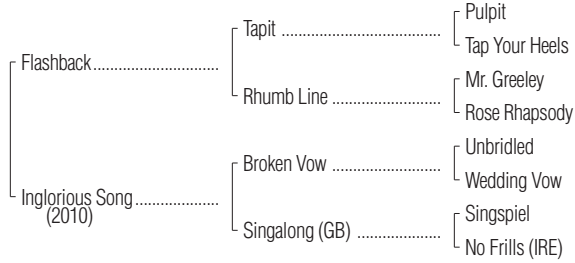 Pulpit
Tapit
Tap Your Heels
Flashback
Mr. Greeley
Rhumb Line
Rose Rhapsody
Unbridled
Broken Vow
Wedding Vow
Inglorious Song
(2010)
Singspiel
Singalong (GB)
No Frills (IRE)